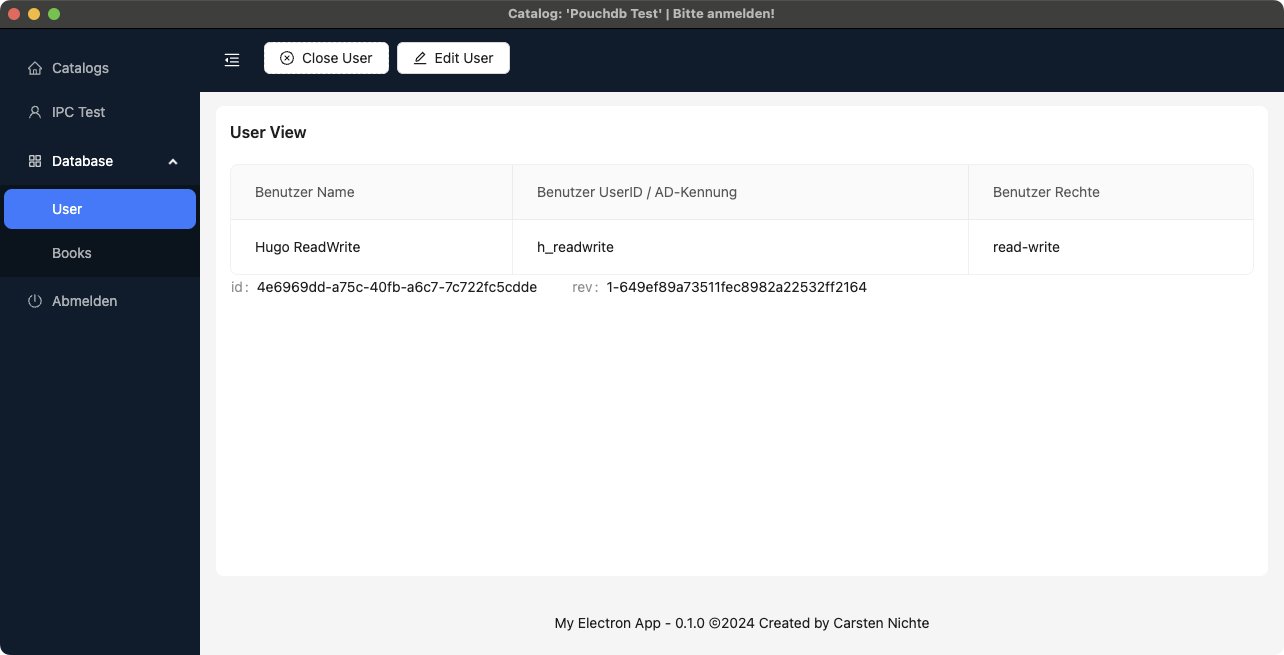 Catalog: 'Pouchdb Test' | Bitte anmelden!
Catalogs
IPC Test
Database
User
Books
Abmelden
Close User Edit User
User View
Benutzer Name Benutzer UserID / AD-Kennung Benutzer Rechte
Hugo ReadWrite h_readwrite read-write
id: 4e6969dd-a75c-40fb-a6c7-7c722fc5cdde rev: 1-649ef89a73511fec8982a22532ff2164
My Electron App - 0.1.0 ©2024 Created by Carsten Nichte